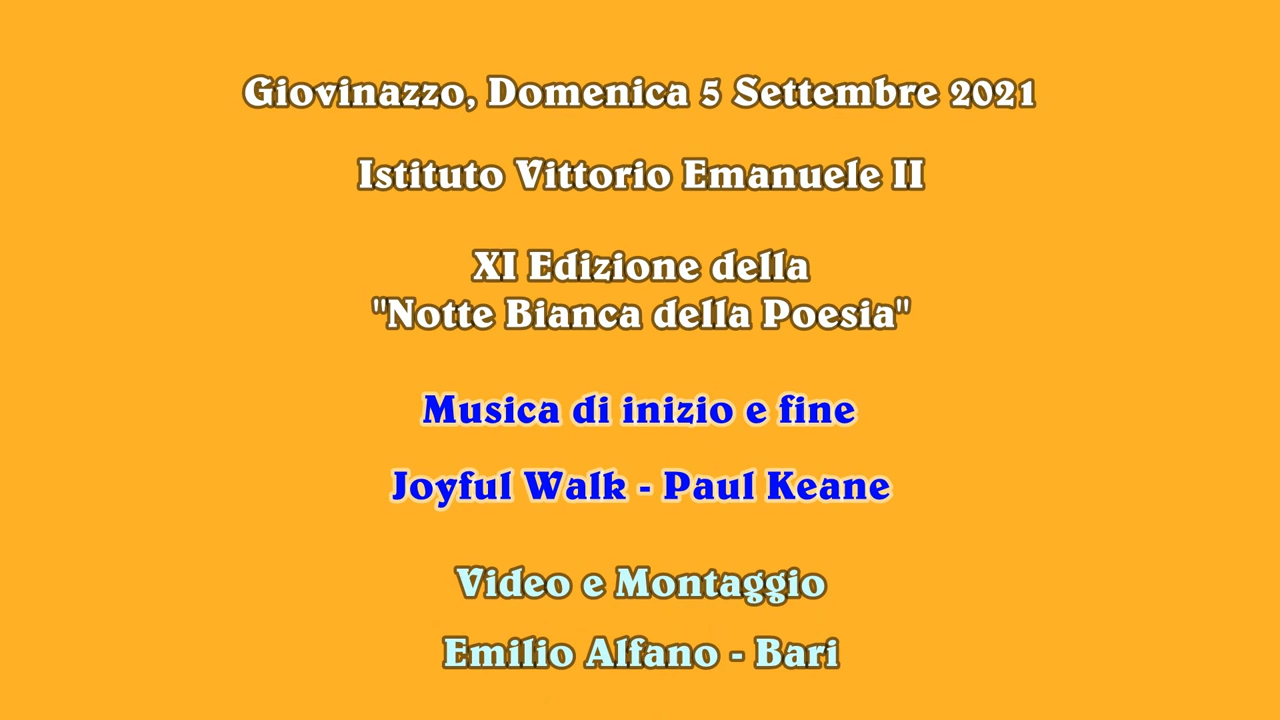 Giovinazzo, Domenica 5 Settembre 2021
Istituto Vittorio Emanuele II
XI Edizione della
"Notte Bianca della Poesia"
Musica di inizio e fine
Joyful Walk - Paul Keane
Video e Montaggio
Emilio Alfano - Bari